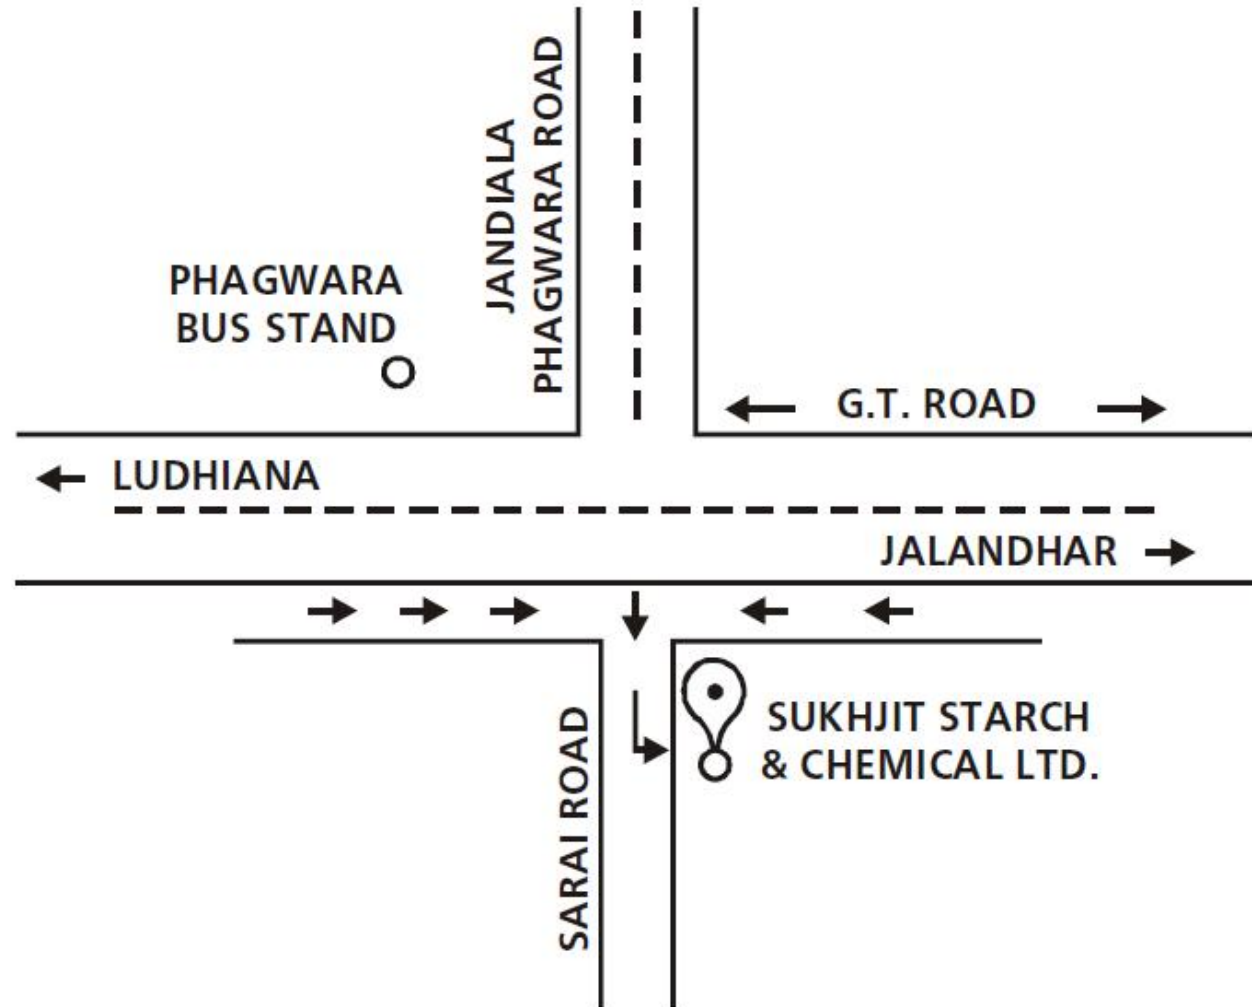 JANDIALA
PHAGWARA ROAD
PHAGWARA
BUS STAND
G.T. ROAD
LUDHIANA
JALANDHAR
SARAI ROAD
SUKHJIT STARCH
& CHEMICAL LTD.